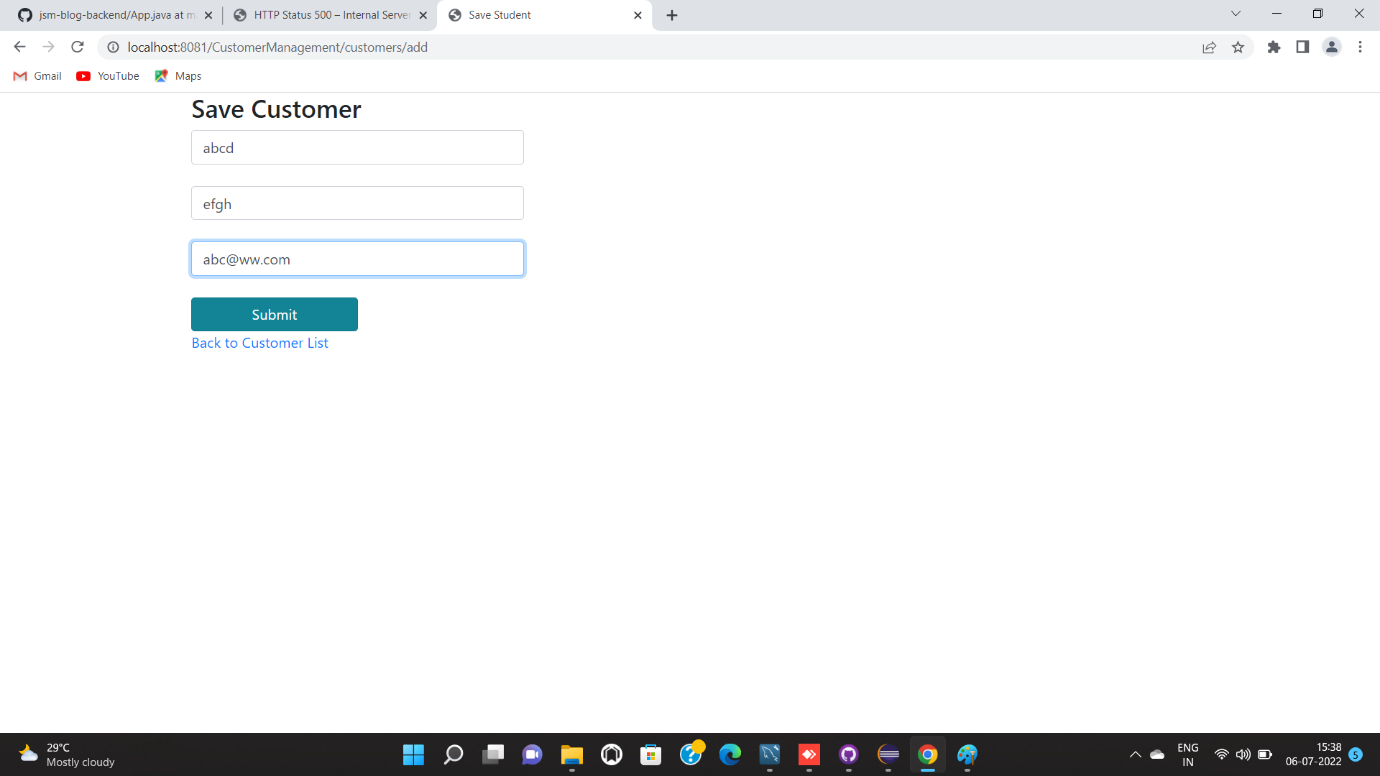 jsm-blog-backend/App.java at m
HTTP Status 500 – Internal Server
Save Student
localhost:8081/CustomerManagement/customers/add
Gmail
YouTube
Maps
Save Customer
abcd
efgh
abc@ww.com
Submit
Back to Customer List
29°C
Mostly cloudy
ENG
IN
15:38
06-07-2022
5